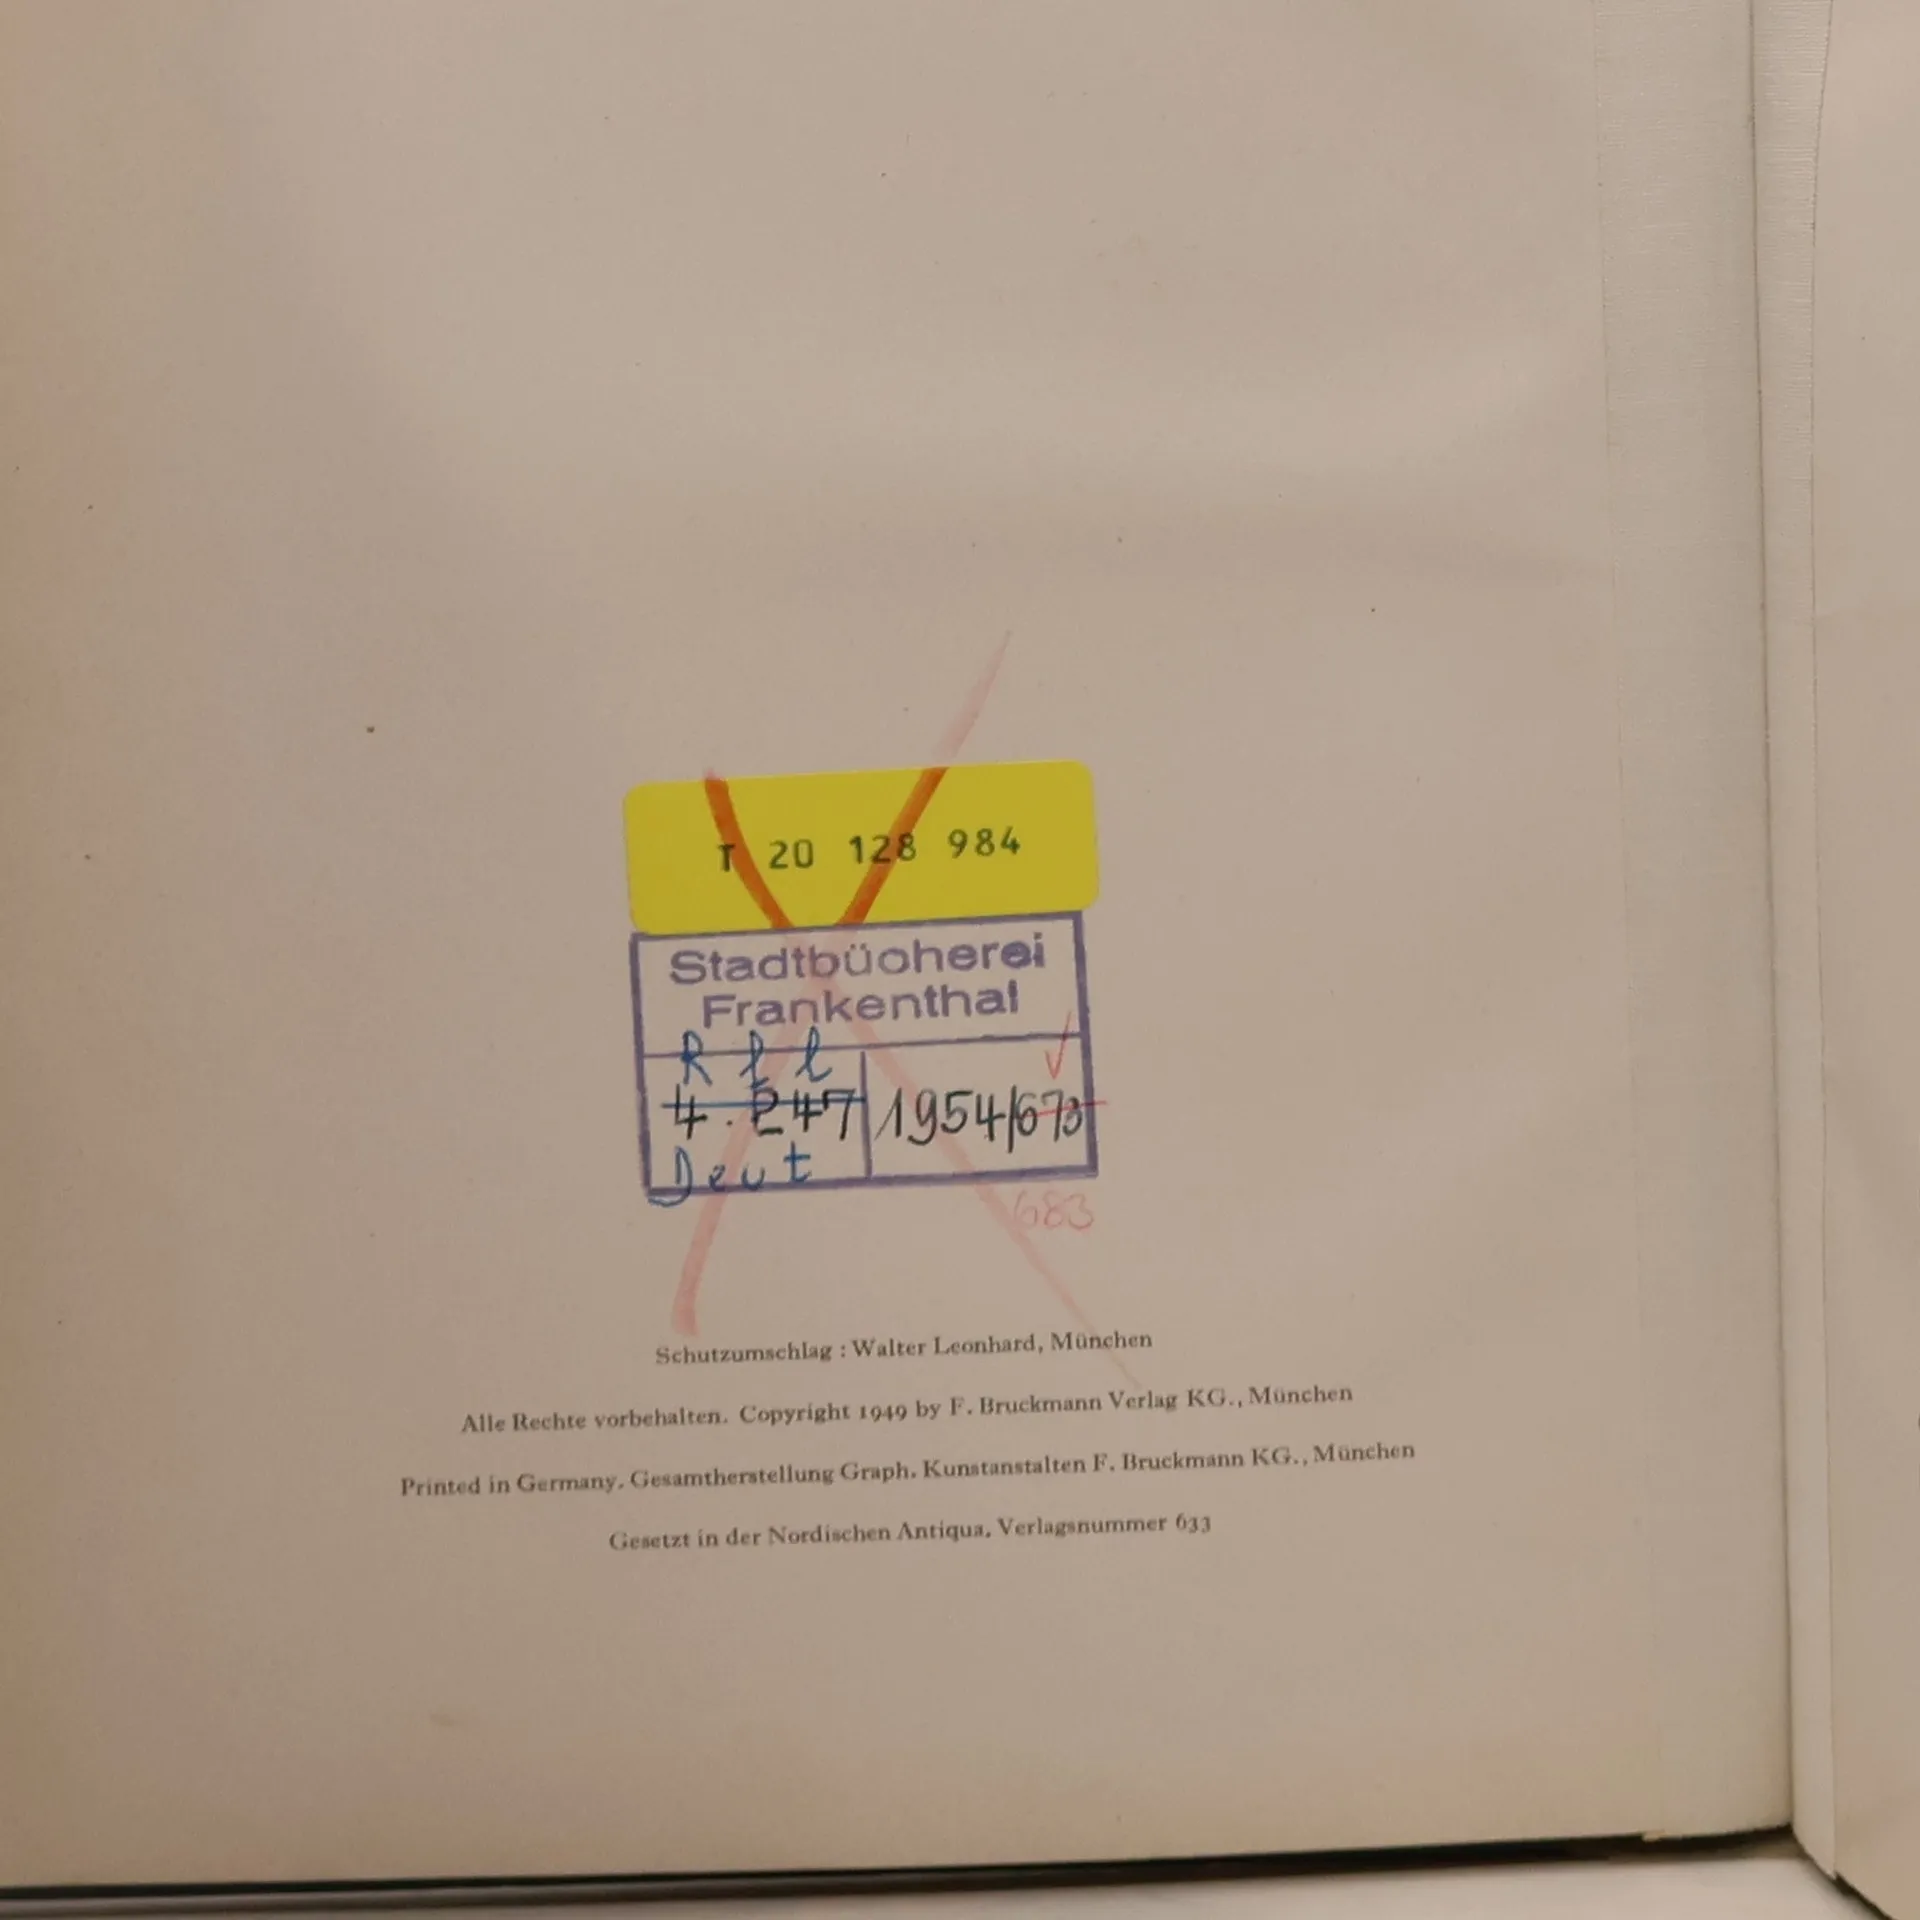 T 20 128 984
Stadtbücherei
Frankenthal
4. 247
Deut
1954/673
683
Schutzumschlag : Walter Leonhard, München
Alle Rechte vorbehalten. Copyright 1949 by F. Bruckmann Verlag KG., München
Printed in Germany. Gesamtherstellung Graph. Kunstanstalten F. Bruckmann KG., München
Gesetzt in der Nordischen Antiqua. Verlagsnummer 633